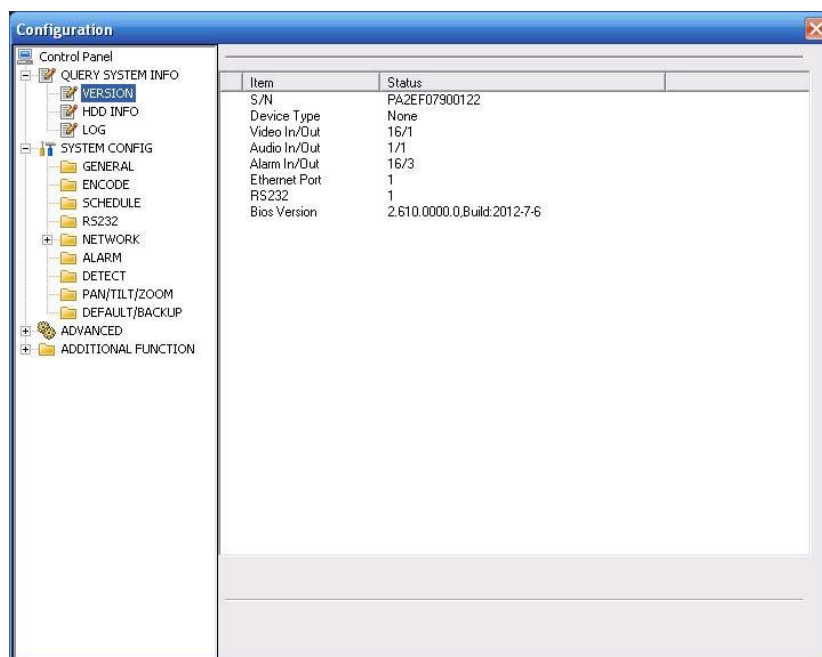 Configuration
Control Panel
QUERY SYSTEM INFO
VERSION
HDD INFO
LOG
SYSTEM CONFIG
GENERAL
ENCODE
SCHEDULE
RS232
NETWORK
ALARM
DETECT
PAN/TILT/ZOOM
DEFAULT/BACKUP
ADVANCED
ADDITIONAL FUNCTION
Item Status
S/N PA2EF07900122
Device Type None
Video In/Out 16/1
Audio In/Out 1/1
Alarm In/Out 16/3
Ethernet Port 1
RS232 1
Bios Version 2.610.0000.0,Build:2012-7-6